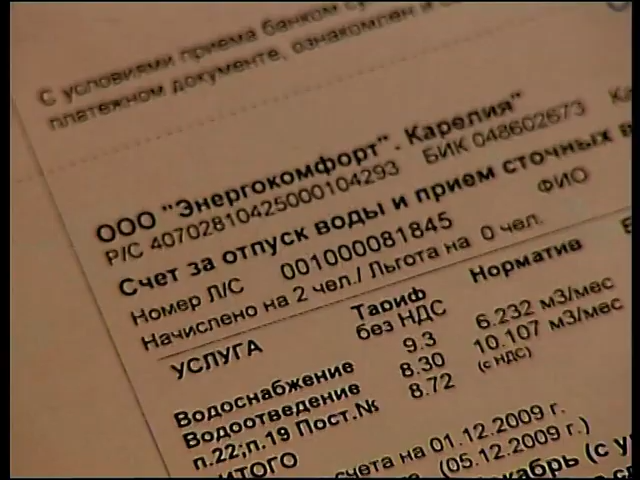 С условиями приема банком
платежном документе, ознакомлен и
ООО "Энергокомфорт"- Карелия"
Р/С 40702810425000104293 БИК 048602673
Счет за отпуск воды и прием сточных в
Номер Л/С 001000081845 ФИО
Начислено на 2 чел./ Льгота на 0 чел.
УСЛУГА Тариф без НДС Норматив
Водоснабжение 9.3 6.232 м3/мес
Водоотведение 8.30 10.107 м3/мес
п.22;п.19 Пост.№ 8.72 (с НДС)
ИТОГО
счета на 01.12.2009 г.
(05.12.2009 г.)